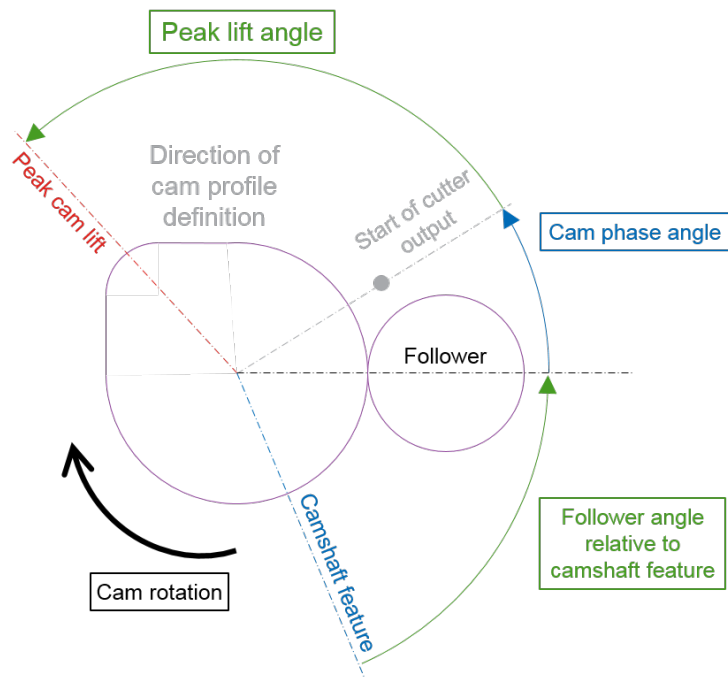 Peak lift angle
Peak cam lift
Direction of
cam profile
definition
Start of cutter
output
Cam phase angle
Follower
Camshaft feature
Follower angle
relative to
camshaft feature
Cam rotation